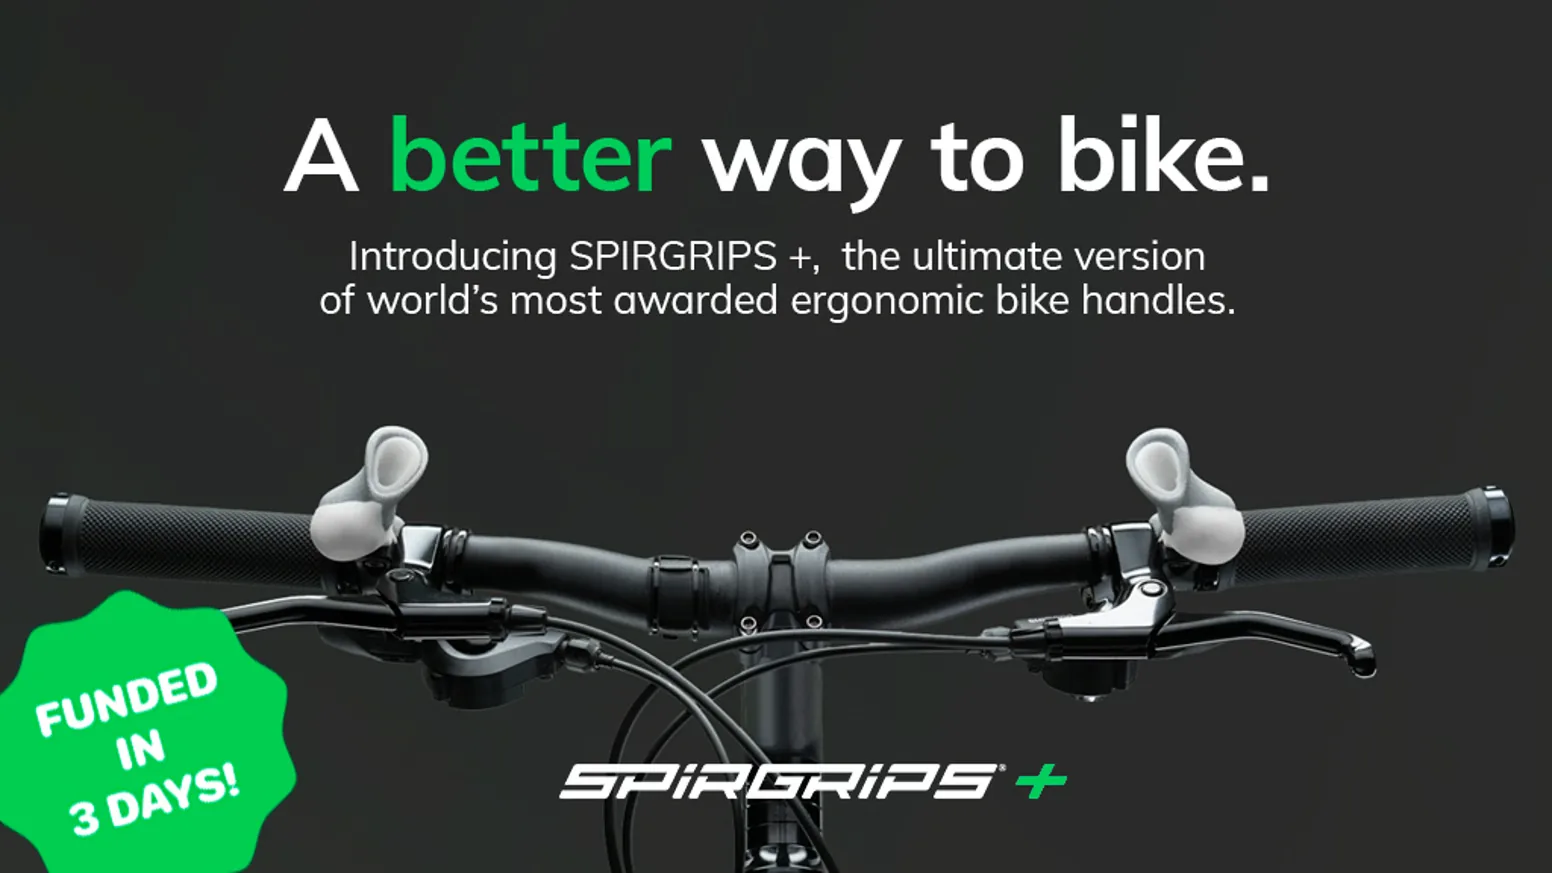 A better way to bike.
Introducing SPIRGRIPS +, the ultimate version
of world's most awarded ergonomic bike handles.
FUNDED
IN
3 DAYS!
SPIRGRIPS® +